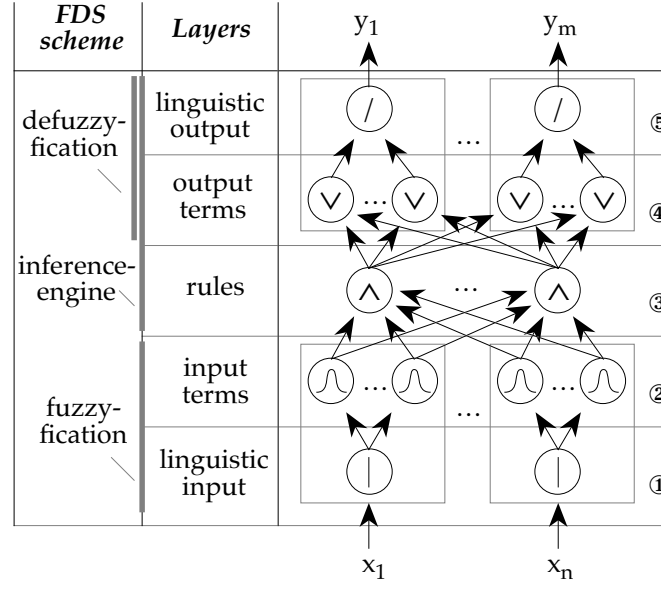 FDS scheme
Layers
y1
ym
defuzzy-
fication
linguistic
output
/
/
...
⑤
output
terms
∨ ... ∨
∨ ... ∨
④
inference-
engine
rules
∧
...
∧
③
fuzzy-
fication
input
terms
...
...
...
②
linguistic
input
|
|
①
x1
xn